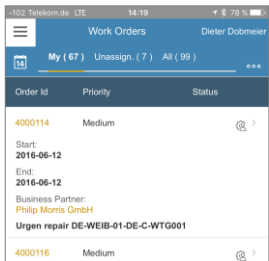 -102 Telekom.de LTE 14:19 78 %
Work Orders Dieter Dobmeier
14 My ( 67 ) Unassign. ( 7 ) All ( 99 )
Order Id Priority Status
4000114 Medium
Start:
2016-06-12
End:
2016-06-12
Business Partner:
Philip Morris GmbH
Urgen repair DE-WEIB-01-DE-C-WTG001
4000116 Medium